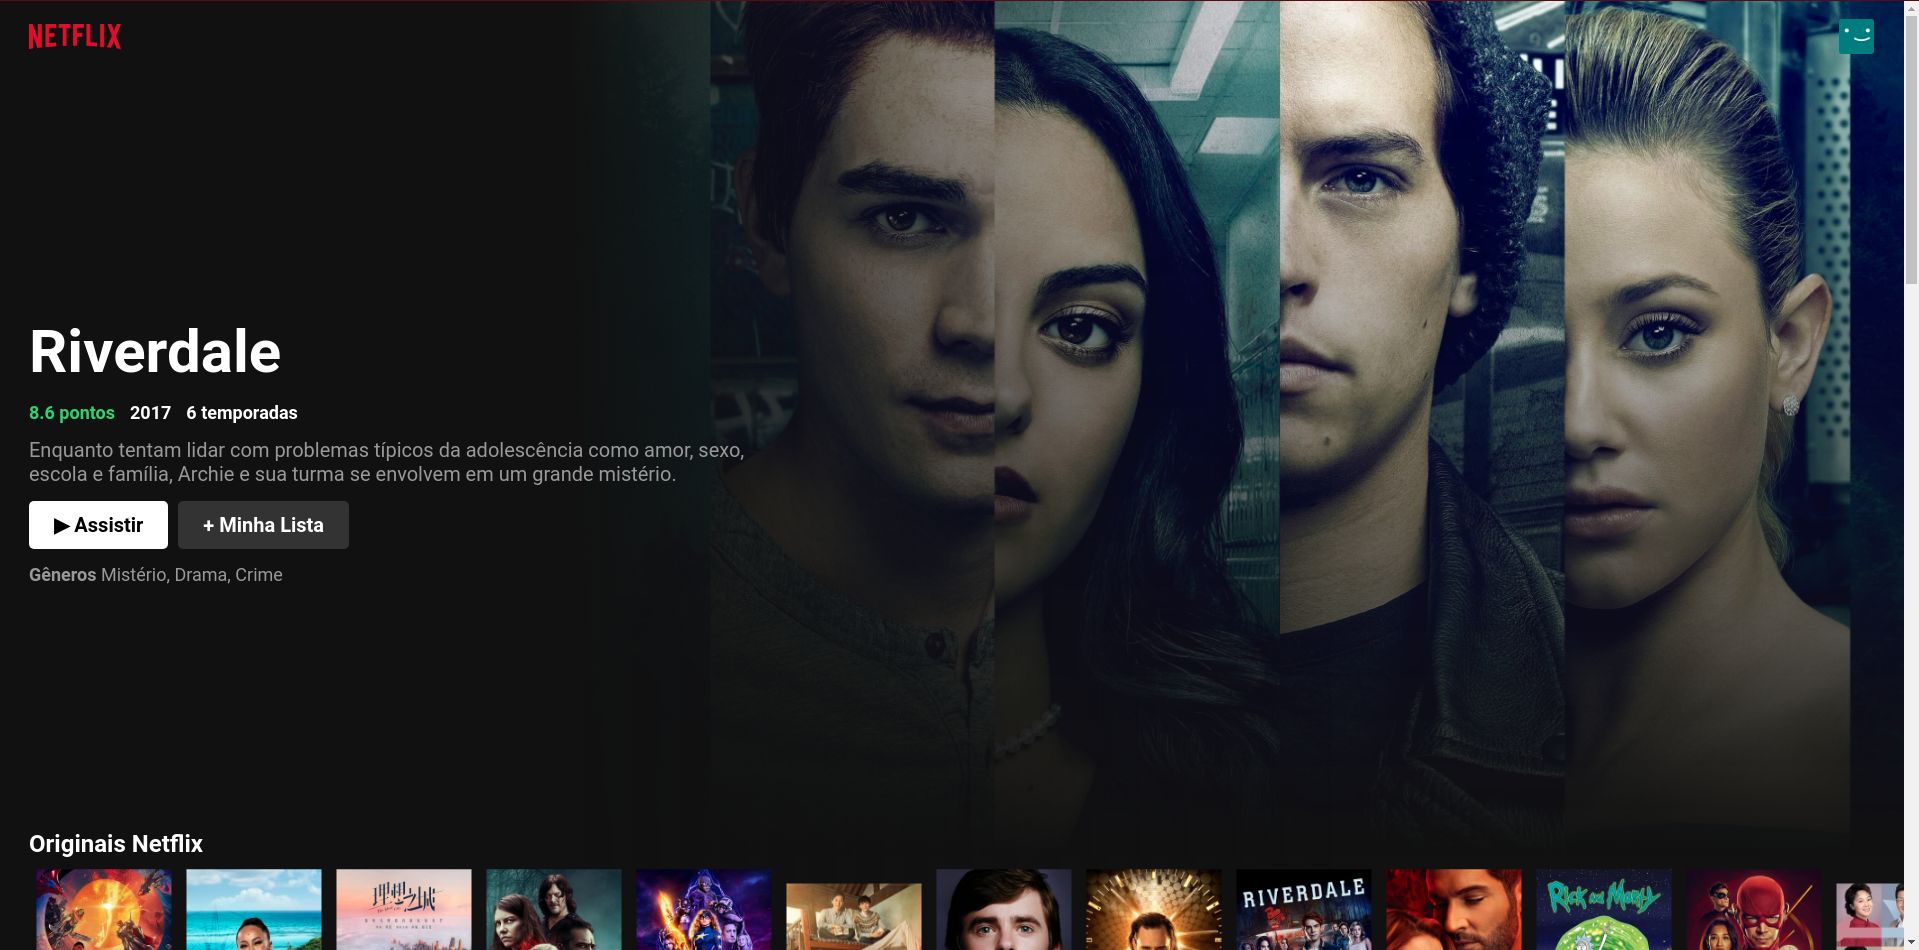 NETFLIX
Riverdale
8.6 pontos 2017 6 temporadas
Enquanto tentam lidar com problemas típicos da adolescência como amor, sexo,
escola e família, Archie e sua turma se envolvem em um grande mistério.
▶ Assistir + Minha Lista
Gêneros Mistério, Drama, Crime
Originais Netflix
理想之城
RIVERDALE
Rick and Morty